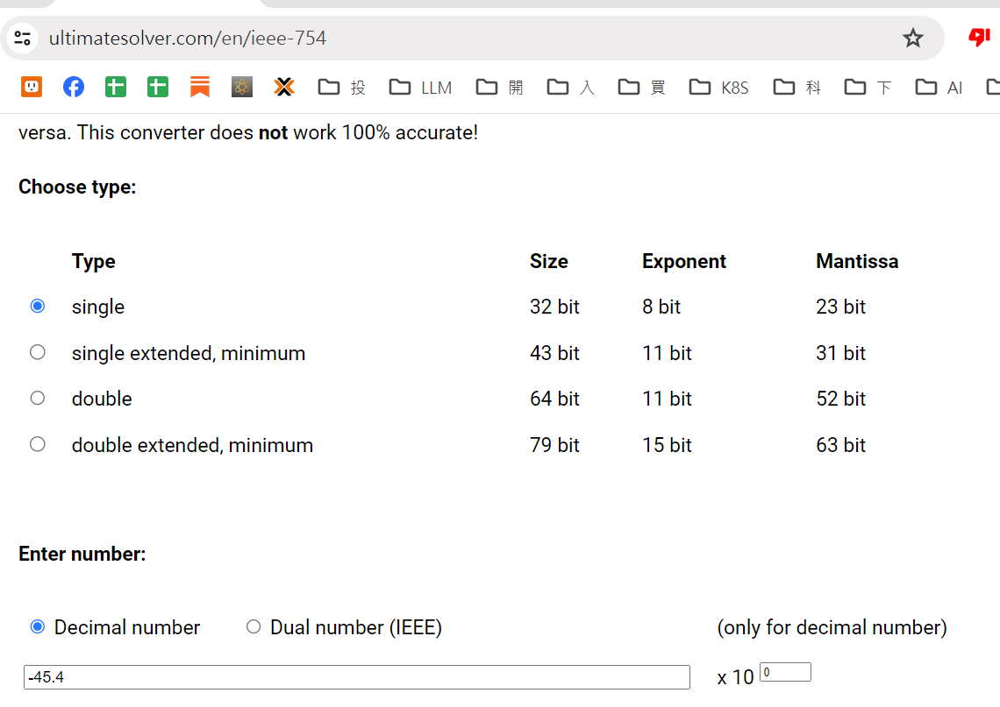 ultimatesolver.com/en/ieee-754
投 LLM 開 入 買 K8S 科 下 AI
versa. This converter does not work 100% accurate!
Choose type:
Type Size Exponent Mantissa
single 32 bit 8 bit 23 bit
single extended, minimum 43 bit 11 bit 31 bit
double 64 bit 11 bit 52 bit
double extended, minimum 79 bit 15 bit 63 bit
Enter number:
Decimal number Dual number (IEEE) (only for decimal number)
-45.4 x 10 0